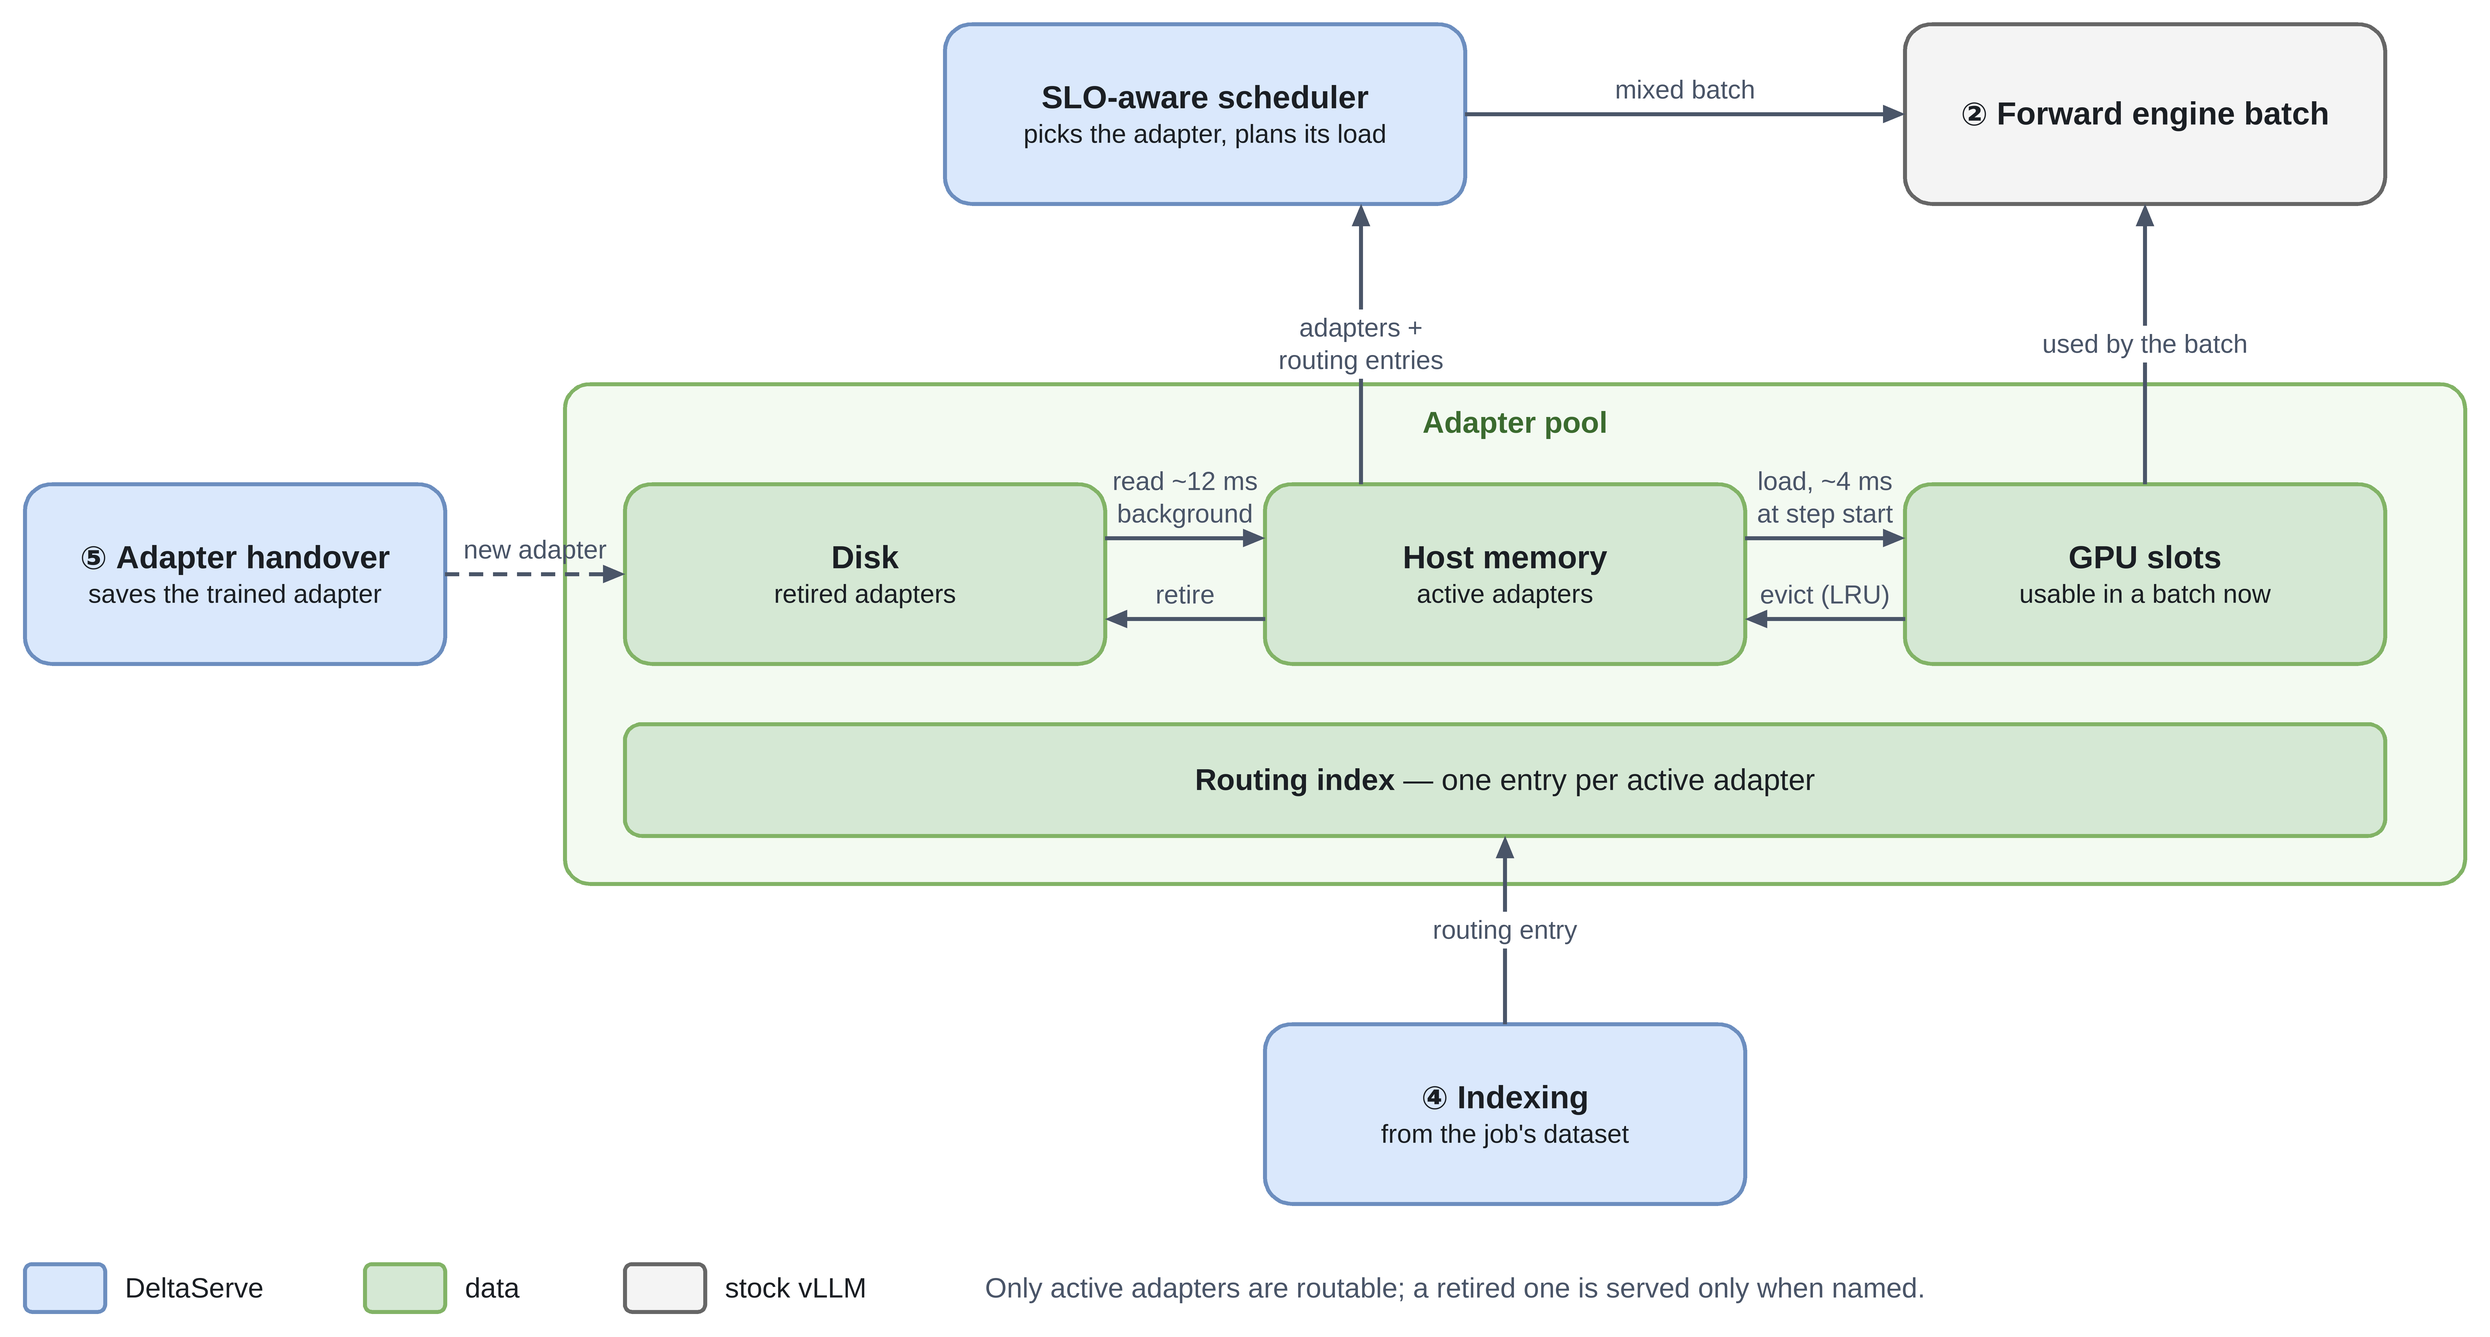 SLO-aware scheduler
picks the adapter, plans its load
mixed batch
② Forward engine batch
adapters +
routing entries
used by the batch
Adapter pool
⑤ Adapter handover
saves the trained adapter
new adapter
Disk
retired adapters
read ~12 ms
background
retire
Host memory
active adapters
load, ~4 ms
at step start
evict (LRU)
GPU slots
usable in a batch now
Routing index — one entry per active adapter
routing entry
④ Indexing
from the job's dataset
DeltaServe
data
stock vLLM
Only active adapters are routable; a retired one is served only when named.